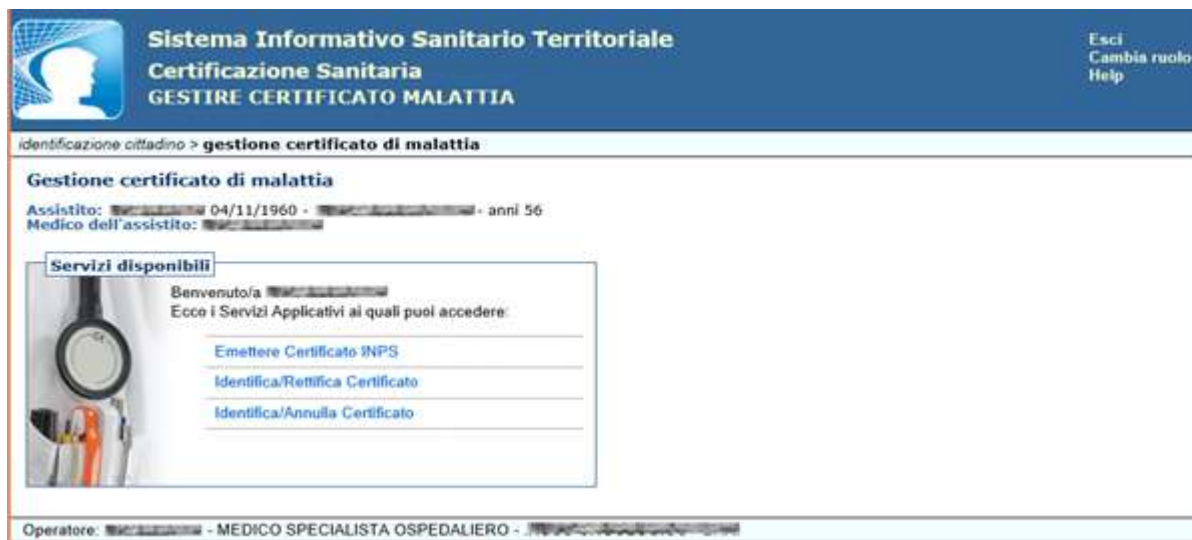 Sistema Informativo Sanitario Territoriale
Certificazione Sanitaria
GESTIRE CERTIFICATO MALATTIA
Esci
Cambia ruolo
Help
identificazione cittadino > gestione certificato di malattia
Gestione certificato di malattia
Assistito: 04/11/1960 - - anni 56
Medico dell'assistito:
Servizi disponibili
Benvenuto/a
Ecco i Servizi Applicativi ai quali puoi accedere:
Emettere Certificato INPS
Identifica/Rettifica Certificato
Identifica/Annulla Certificato
Operatore: - MEDICO SPECIALISTA OSPEDALIERO -